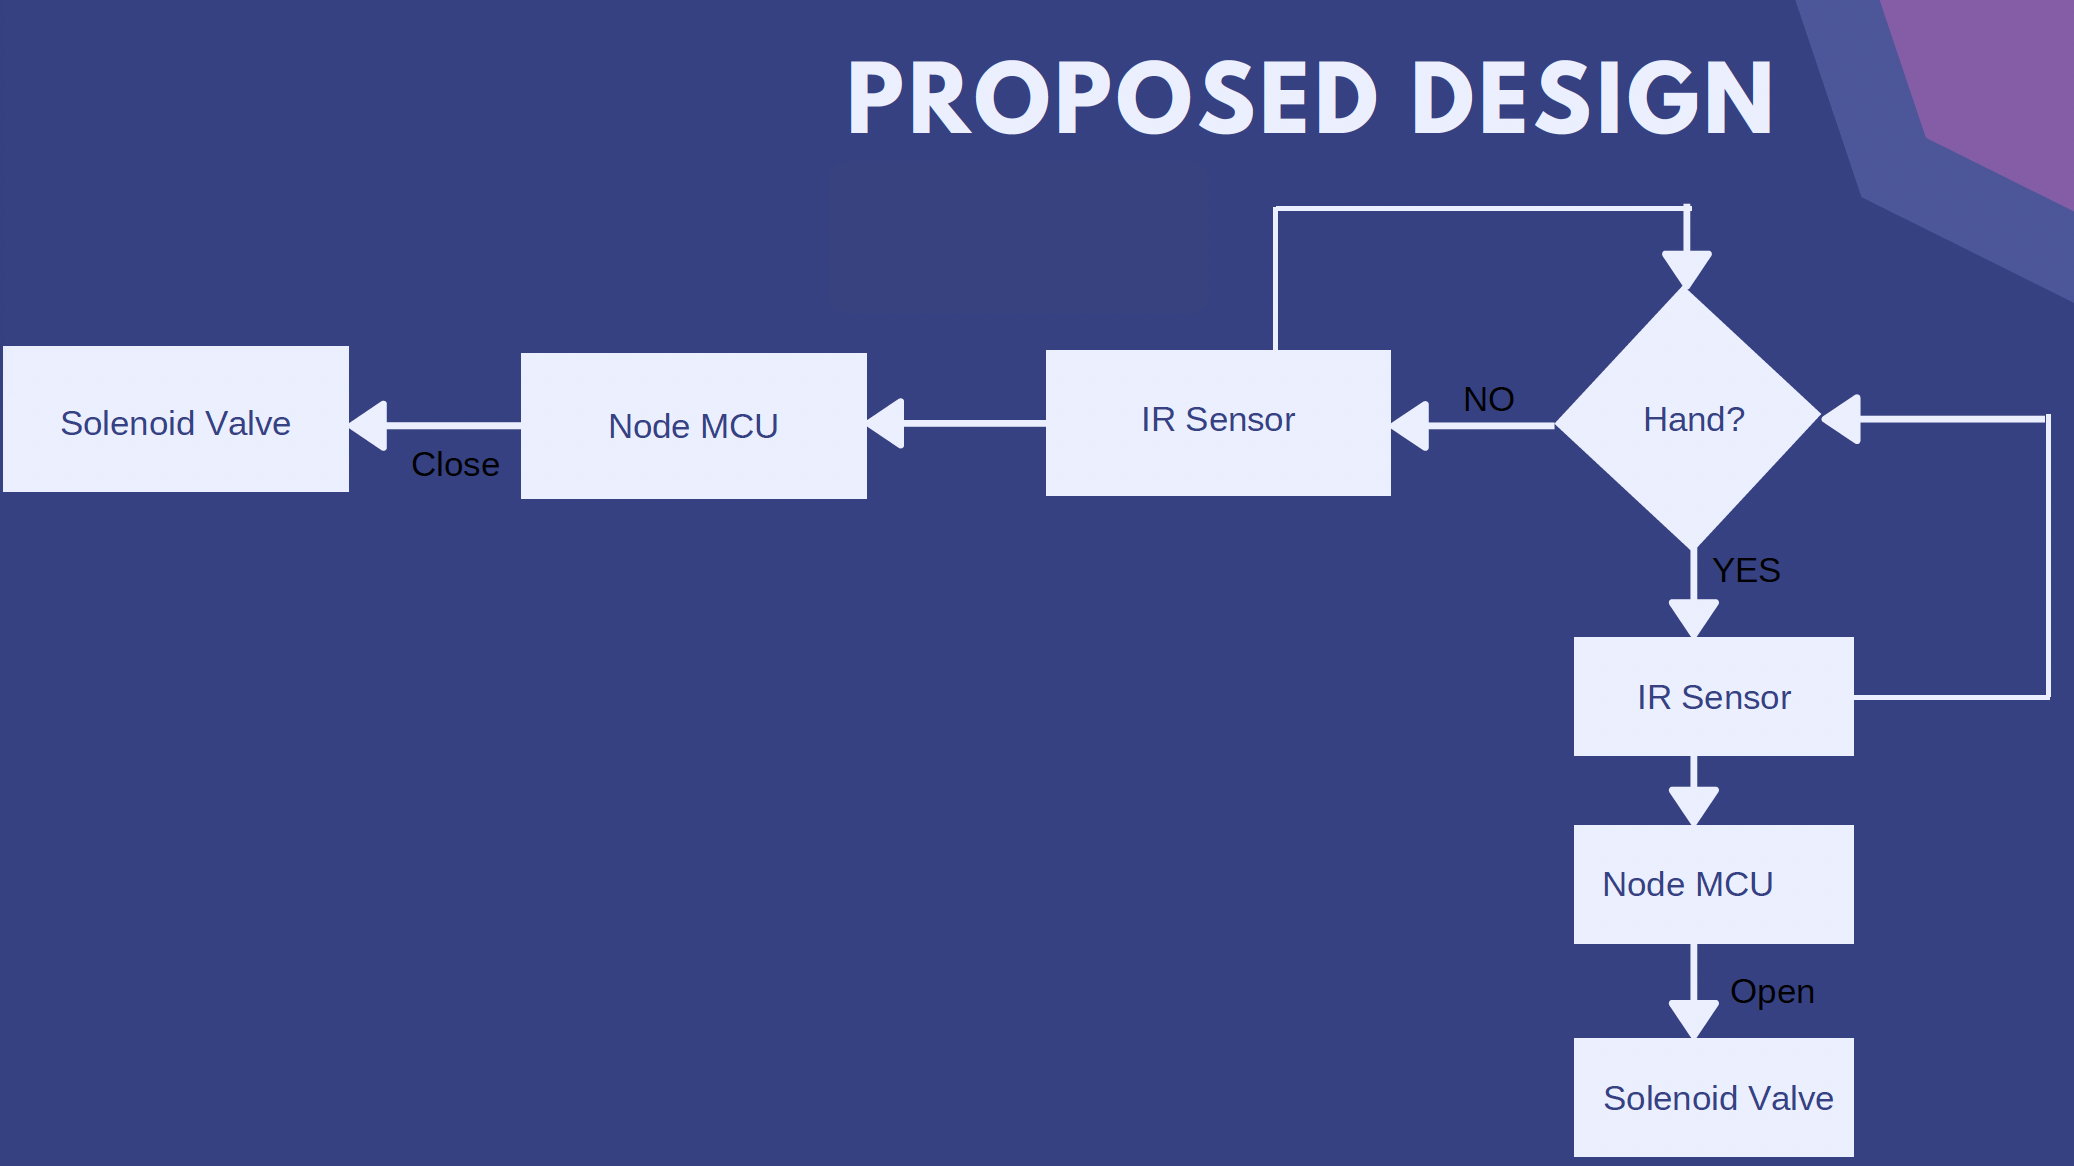 PROPOSED DESIGN
Solenoid Valve
Close
Node MCU
IR Sensor
NO
Hand?
YES
IR Sensor
Node MCU
Open
Solenoid Valve